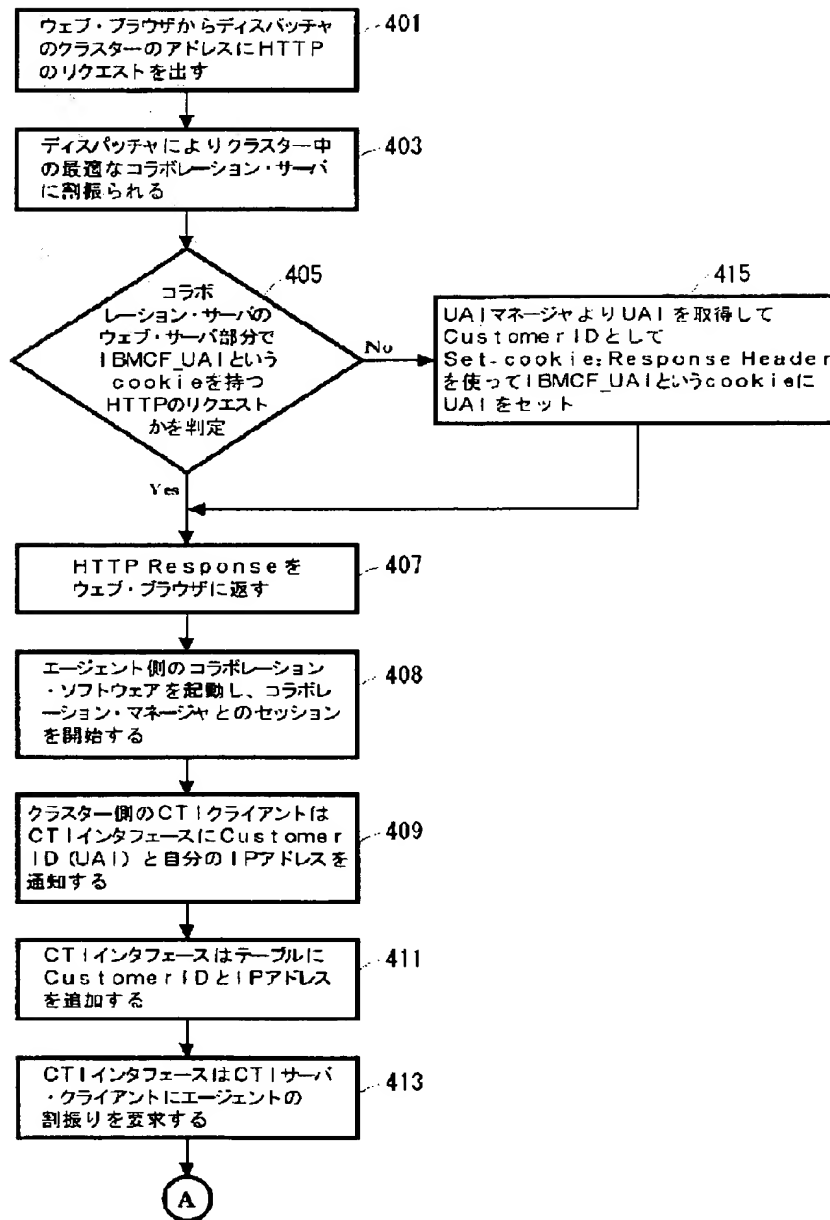 ウェブ・ブラウザからディスパッチャ
のクラスターのアドレスにHTTP
のリクエストを出す
401
ディスパッチャによりクラスター中
の最適なコラボレーション・サーバ
に割振られる
403
405
コラボ
レーション・サーバの
ウェブ・サーバ部分で
IBMCF_UAIという
cookieを持つ
HTTPのリクエスト
かを判定
No
415
UAIマネージャよりUAIを取得して
CustomerIDとして
Set-cookie:Response Header
を使ってIBMCF_UAIというcookieに
UAIをセット
Yes
HTTP Responseを
ウェブ・ブラウザに返す
407
エージェント側のコラボレーション
・ソフトウェアを起動し、コラボレ
ーション・マネージャとのセッション
を開始する
408
クラスター側のCTIクライアントは
CTIインタフェースにCustomer
ID(UAI)と自分のIPアドレスを
通知する
409
CTIインタフェースはテーブルに
CustomerIDとIPアドレス
を追加する
411
CTIインタフェースはCTIサーバ
・クライアントにエージェントの
割振りを要求する
413
A